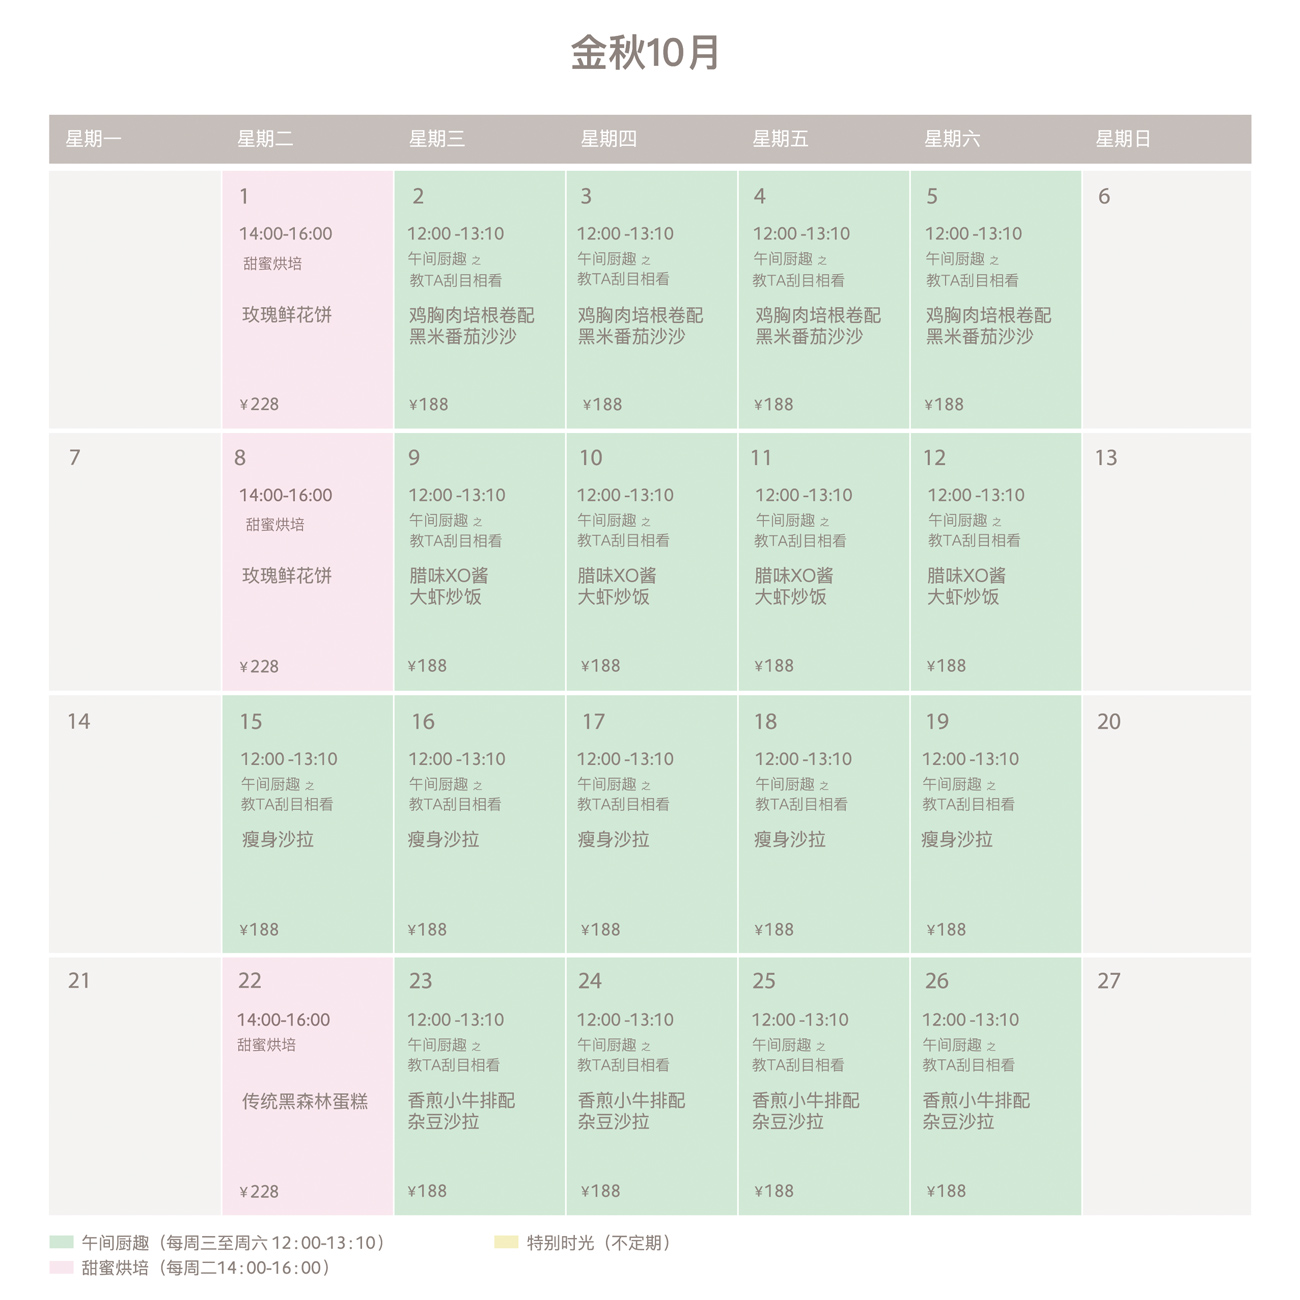 金秋10月
星期一 星期二 星期三 星期四 星期五 星期六 星期日
1
14:00-16:00
甜蜜烘培
玫瑰鲜花饼
¥228
2
12:00 -13:10
午间厨趣 之
教TA刮目相看
鸡胸肉培根卷配
黑米番茄沙沙
¥188
3
12:00 -13:10
午间厨趣 之
教TA刮目相看
鸡胸肉培根卷配
黑米番茄沙沙
¥188
4
12:00 -13:10
午间厨趣 之
教TA刮目相看
鸡胸肉培根卷配
黑米番茄沙沙
¥188
5
12:00 -13:10
午间厨趣 之
教TA刮目相看
鸡胸肉培根卷配
黑米番茄沙沙
¥188
6
7
8
14:00-16:00
甜蜜烘培
玫瑰鲜花饼
¥228
9
12:00 -13:10
午间厨趣 之
教TA刮目相看
腊味XO酱
大虾炒饭
¥188
10
12:00 -13:10
午间厨趣 之
教TA刮目相看
腊味XO酱
大虾炒饭
¥188
11
12:00 -13:10
午间厨趣 之
教TA刮目相看
腊味XO酱
大虾炒饭
¥188
12
12:00 -13:10
午间厨趣 之
教TA刮目相看
腊味XO酱
大虾炒饭
¥188
13
14
15
12:00 -13:10
午间厨趣 之
教TA刮目相看
瘦身沙拉
¥188
16
12:00 -13:10
午间厨趣 之
教TA刮目相看
瘦身沙拉
¥188
17
12:00 -13:10
午间厨趣 之
教TA刮目相看
瘦身沙拉
¥188
18
12:00 -13:10
午间厨趣 之
教TA刮目相看
瘦身沙拉
¥188
19
12:00 -13:10
午间厨趣 之
教TA刮目相看
瘦身沙拉
¥188
20
21
22
14:00-16:00
甜蜜烘培
传统黑森林蛋糕
¥228
23
12:00 -13:10
午间厨趣 之
教TA刮目相看
香煎小牛排配
杂豆沙拉
¥188
24
12:00 -13:10
午间厨趣 之
教TA刮目相看
香煎小牛排配
杂豆沙拉
¥188
25
12:00 -13:10
午间厨趣 之
教TA刮目相看
香煎小牛排配
杂豆沙拉
¥188
26
12:00 -13:10
午间厨趣 之
教TA刮目相看
香煎小牛排配
杂豆沙拉
¥188
27
午间厨趣（每周三至周六 12:00-13:10）
特别时光（不定期）
甜蜜烘培（每周二14:00-16:00）